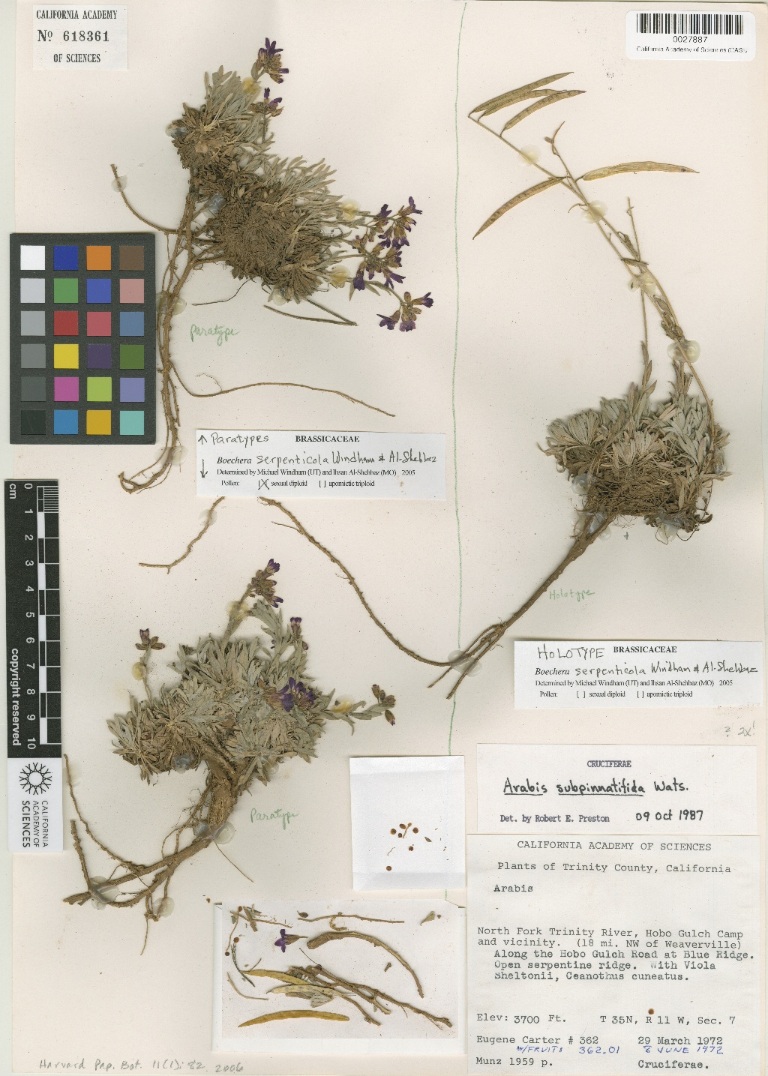 CALIFORNIA ACADEMY
No 618361
OF SCIENCES
0027887
California Academy of Sciences (CAS)
Paratype
↑ Paratypes BRASSICACEAE
↓ Boechera serpenticola Windham & Al-Shehbaz
Determined by Michael Windham (UT) and Ihsan Al-Shehbaz (MO) 2005
Pollen: [X] sexual diploid [ ] apomictic triploid
Holotype
HOLOTYPE BRASSICACEAE
Boechera serpenticola Windham & Al-Shehbaz
Determined by Michael Windham (UT) and Ihsan Al-Shehbaz (MO) 2005
Pollen: [ ] sexual diploid [ ] apomictic triploid
? 2x!
cm 1 2 3 4 5 6 7 8 9 10
copyright reserved
CALIFORNIA
ACADEMY OF
SCIENCES
Paratype
CRUCIFERAE
Arabis subpinnatifida Wats.
Det. by Robert E. Preston 09 Oct 1987
CALIFORNIA ACADEMY OF SCIENCES
Plants of Trinity County, California
Arabis
North Fork Trinity River, Hobo Gulch Camp
and vicinity. (18 mi. NW of Weaverville)
Along the Hobo Gulch Road at Blue Ridge.
Open serpentine ridge. With Viola
Sheltonii, Ceanothus cuneatus.
Elev: 3700 Ft. T 35N, R 11 W, Sec. 7
Eugene Carter # 362 29 March 1972
w/FRUITS 362.01 2 JUNE 1972
Munz 1959 p. Cruciferae.
Harvard Pap. Bot. 11(1): 82 2006